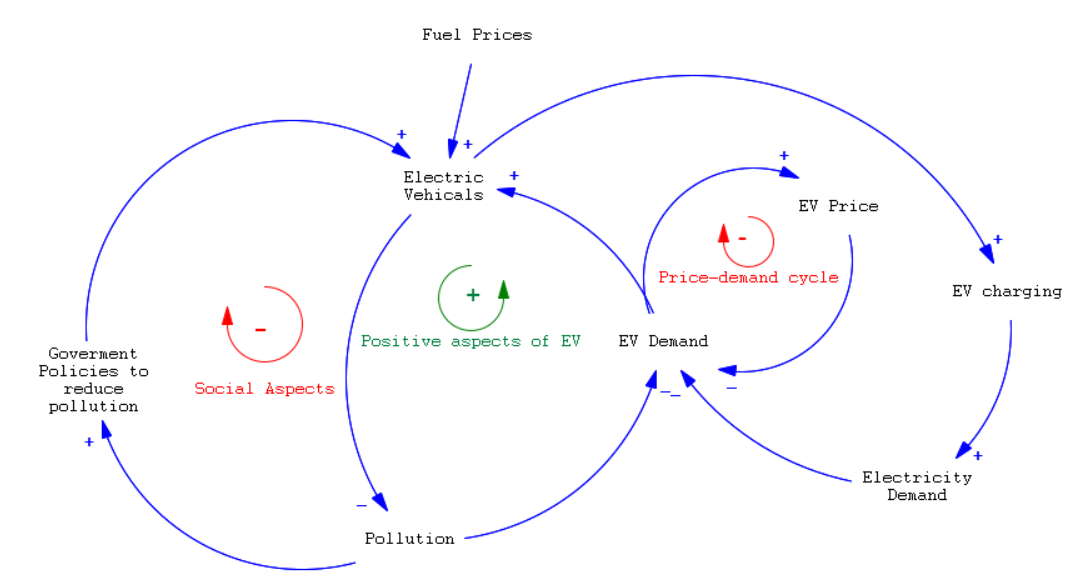 Fuel Prices
+
+
Electric
Vehicals
+
+
EV Price
+
-
Price-demand cycle
EV charging
+
Positive aspects of EV
EV Demand
-
Social Aspects
Goverment
Policies to
reduce
pollution
+
–
– –
+
Electricity
Demand
–
Pollution